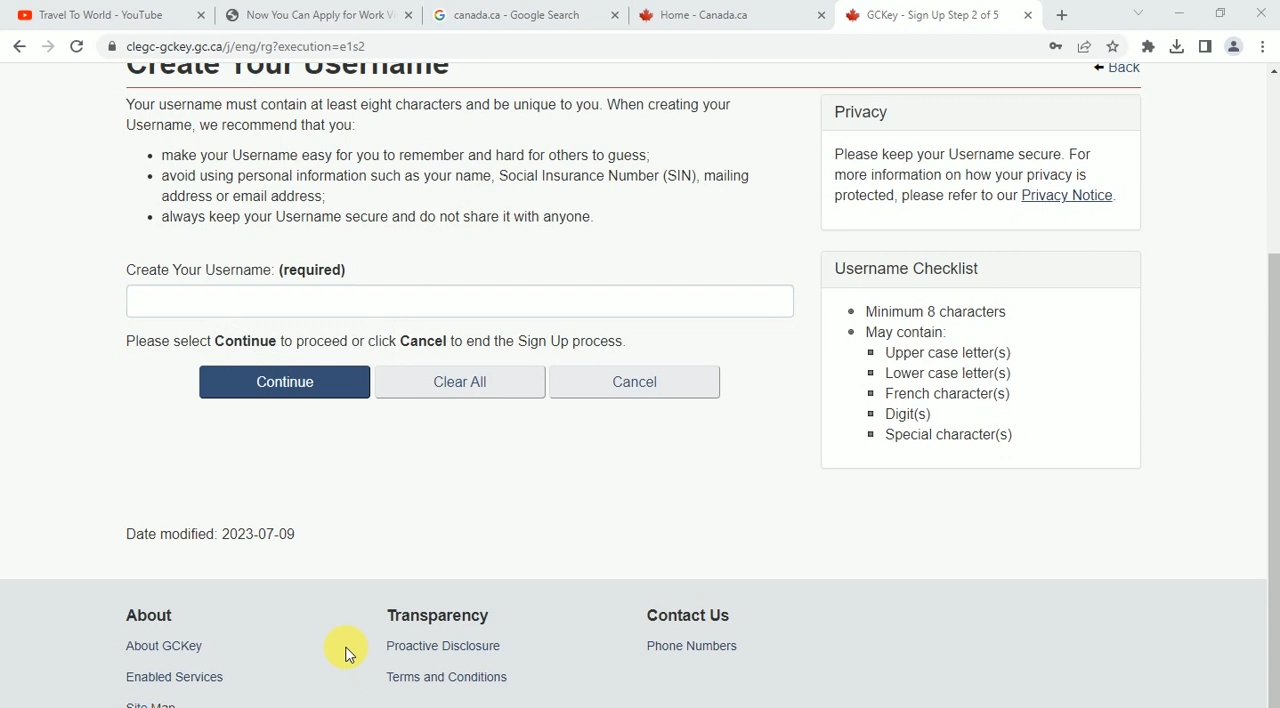 Travel To World - YouTube
Now You Can Apply for Work Vi
canada.ca - Google Search
Home - Canada.ca
GCKey - Sign Up Step 2 of 5
clegc-gckey.gc.ca/j/eng/rg?execution=e1s2
Create Your Username
Back
Your username must contain at least eight characters and be unique to you. When creating your
Username, we recommend that you:
make your Username easy for you to remember and hard for others to guess;
avoid using personal information such as your name, Social Insurance Number (SIN), mailing
address or email address;
always keep your Username secure and do not share it with anyone.
Create Your Username: (required)
Please select Continue to proceed or click Cancel to end the Sign Up process.
Continue
Clear All
Cancel
Privacy
Please keep your Username secure. For
more information on how your privacy is
protected, please refer to our Privacy Notice.
Username Checklist
Minimum 8 characters
May contain:
Upper case letter(s)
Lower case letter(s)
French character(s)
Digit(s)
Special character(s)
Date modified: 2023-07-09
About
About GCKey
Enabled Services
Site Map
Transparency
Proactive Disclosure
Terms and Conditions
Contact Us
Phone Numbers